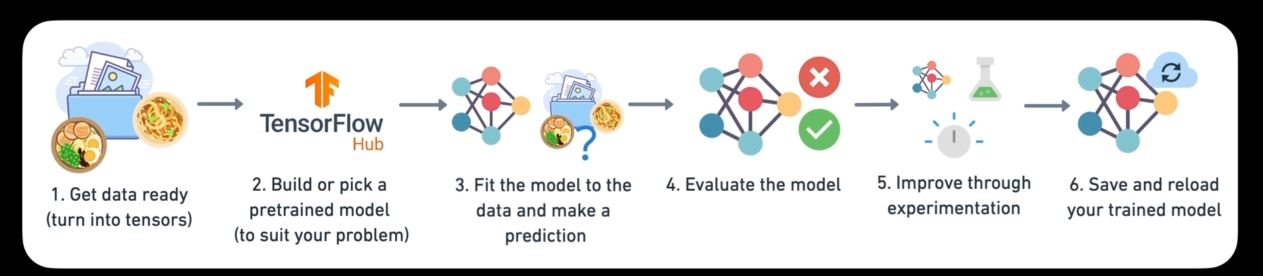 TensorFlow
Hub
?
1. Get data ready
(turn into tensors)
2. Build or pick a
pretrained model
(to suit your problem)
3. Fit the model to the
data and make a
prediction
4. Evaluate the model
5. Improve through
experimentation
6. Save and reload
your trained model